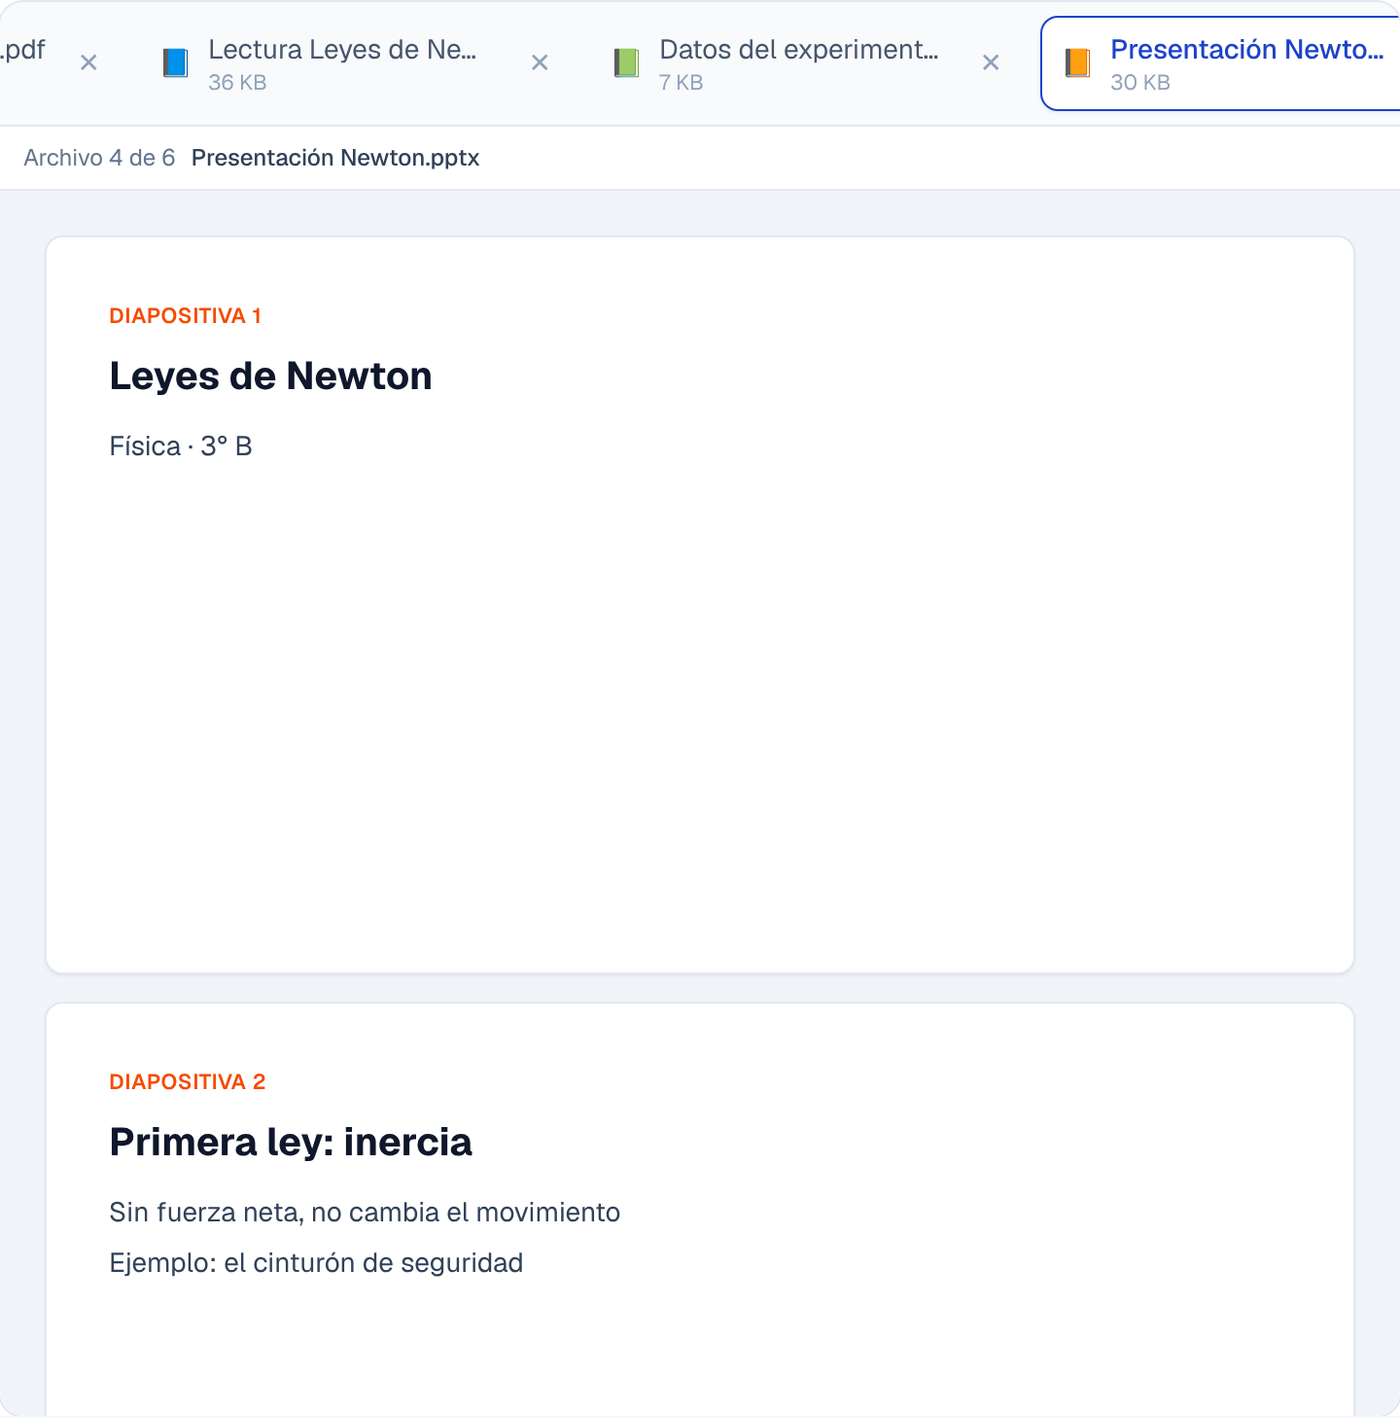 .pdf
Lectura Leyes de Ne...
36 KB
Datos del experiment...
7 KB
Presentación Newto...
30 KB
Archivo 4 de 6 Presentación Newton.pptx
DIAPOSITIVA 1
Leyes de Newton
Física · 3° B
DIAPOSITIVA 2
Primera ley: inercia
Sin fuerza neta, no cambia el movimiento
Ejemplo: el cinturón de seguridad